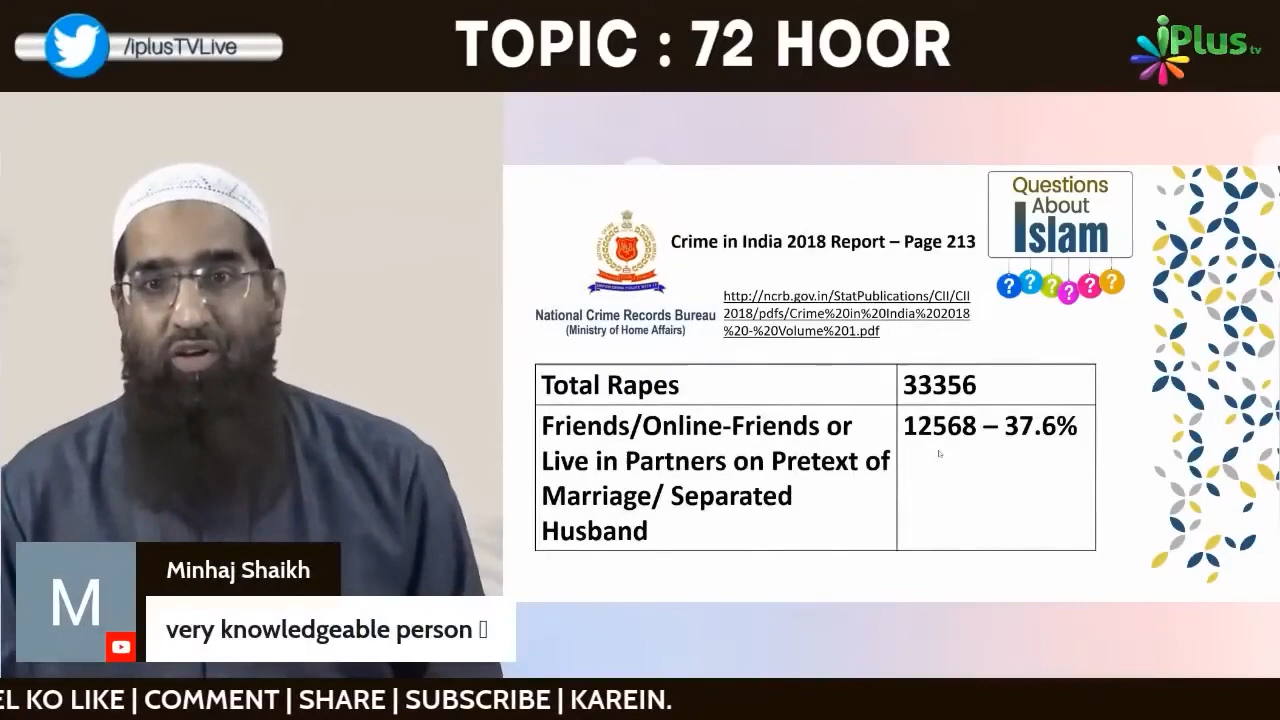 /iplusTVLive
TOPIC : 72 HOOR
iPlus tv
Questions
About
Islam
Crime in India 2018 Report – Page 213
National Crime Records Bureau
(Ministry of Home Affairs)
http://ncrb.gov.in/StatPublications/CII/CII
2018/pdfs/Crime%20in%20India%202018
%20-%20Volume%201.pdf
Total Rapes 33356
Friends/Online-Friends or 12568 – 37.6%
Live in Partners on Pretext of
Marriage/ Separated
Husband
M
Minhaj Shaikh
very knowledgeable person
EL KO LIKE | COMMENT | SHARE | SUBSCRIBE | KAREIN.